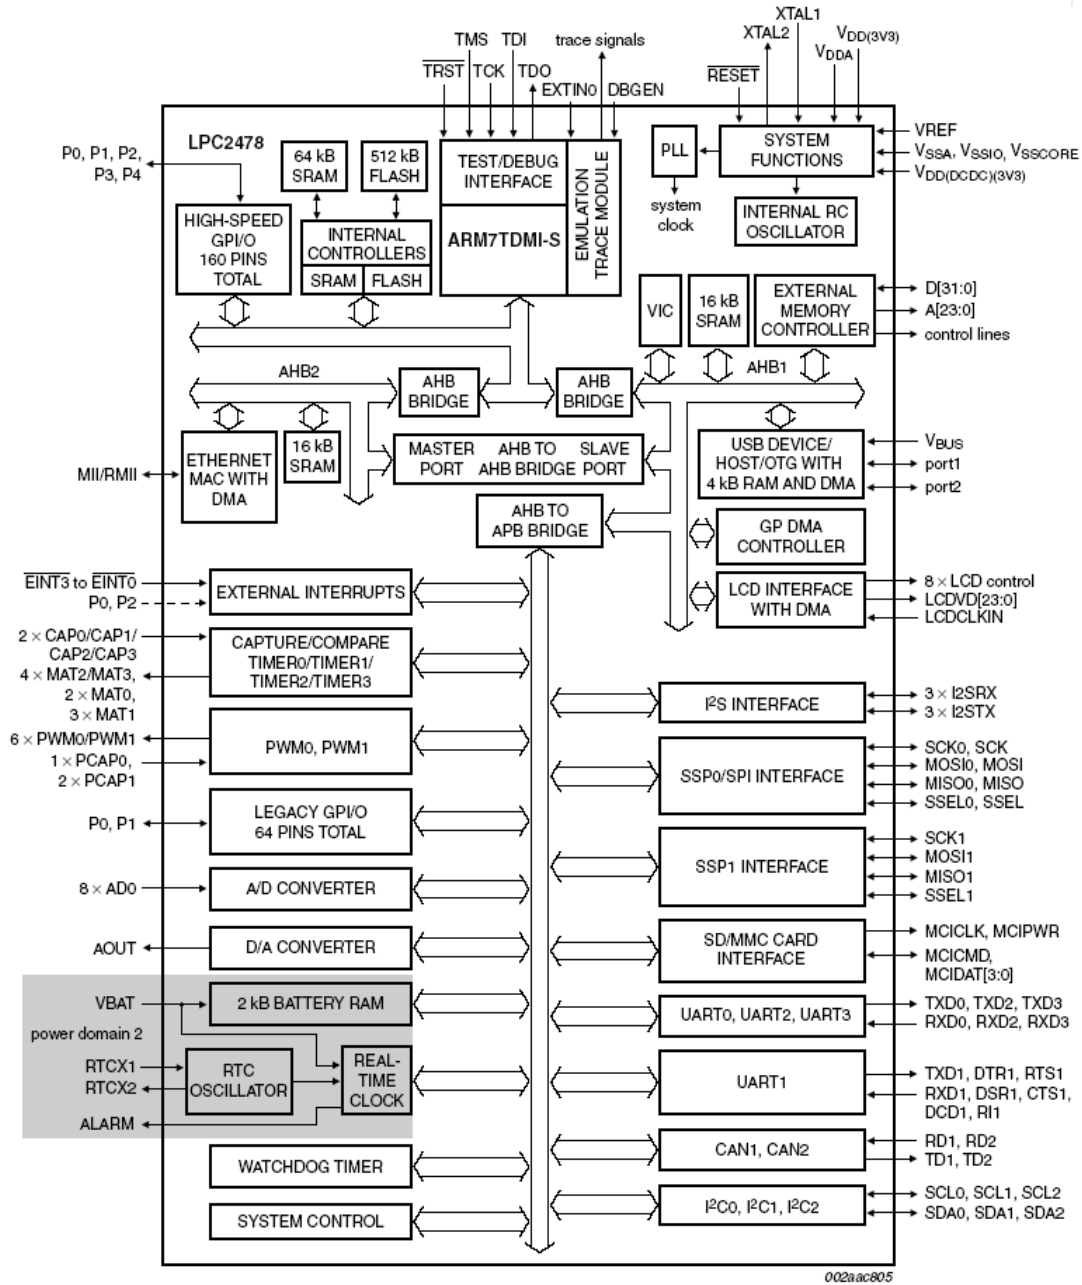 XTAL1
XTAL2
VDD(3V3)
VDDA
TMS TDI trace signals
TRST TCK TDO
RESET
EXTIN0 DBGEN
LPC2478
P0, P1, P2,
P3, P4
64 kB
SRAM
512 kB
FLASH
TEST/DEBUG
INTERFACE
EMULATION
TRACE MODULE
PLL
SYSTEM
FUNCTIONS
VREF
VSSA, VSSIO, VSSCORE
VDD(DCDC)(3V3)
system
clock
INTERNAL RC
OSCILLATOR
HIGH-SPEED
GPI/O
160 PINS
TOTAL
INTERNAL
CONTROLLERS
SRAM FLASH
ARM7TDMI-S
VIC
16 kB
SRAM
EXTERNAL
MEMORY
CONTROLLER
D[31:0]
A[23:0]
control lines
AHB2
AHB
BRIDGE
AHB
BRIDGE
AHB1
MII/RMII
ETHERNET
MAC WITH
DMA
16 kB
SRAM
MASTER AHB TO SLAVE
PORT AHB BRIDGE PORT
USB DEVICE/
HOST/OTG WITH
4 kB RAM AND DMA
VBUS
port1
port2
AHB TO
APB BRIDGE
GP DMA
CONTROLLER
LCD INTERFACE
WITH DMA
8 × LCD control
LCDVD[23:0]
LCDCLKIN
EINT3 to EINT0
P0, P2
EXTERNAL INTERRUPTS
2 × CAP0/CAP1/
CAP2/CAP3
4 × MAT2/MAT3,
2 × MAT0,
3 × MAT1
CAPTURE/COMPARE
TIMER0/TIMER1/
TIMER2/TIMER3
I2S INTERFACE
3 × I2SRX
3 × I2STX
6 × PWM0/PWM1
1 × PCAP0,
2 × PCAP1
PWM0, PWM1
SSP0/SPI INTERFACE
SCK0, SCK
MOSI0, MOSI
MISO0, MISO
SSEL0, SSEL
P0, P1
LEGACY GPI/O
64 PINS TOTAL
SSP1 INTERFACE
SCK1
MOSI1
MISO1
SSEL1
8 × AD0
A/D CONVERTER
AOUT
D/A CONVERTER
SD/MMC CARD
INTERFACE
MCICLK, MCIPWR
MCICMD,
MCIDAT[3:0]
VBAT
2 kB BATTERY RAM
power domain 2
UART0, UART2, UART3
TXD0, TXD2, TXD3
RXD0, RXD2, RXD3
RTCX1
RTCX2
RTC
OSCILLATOR
REAL-
TIME
CLOCK
ALARM
UART1
TXD1, DTR1, RTS1
RXD1, DSR1, CTS1,
DCD1, RI1
WATCHDOG TIMER
CAN1, CAN2
RD1, RD2
TD1, TD2
SYSTEM CONTROL
I2C0, I2C1, I2C2
SCL0, SCL1, SCL2
SDA0, SDA1, SDA2
002aac805